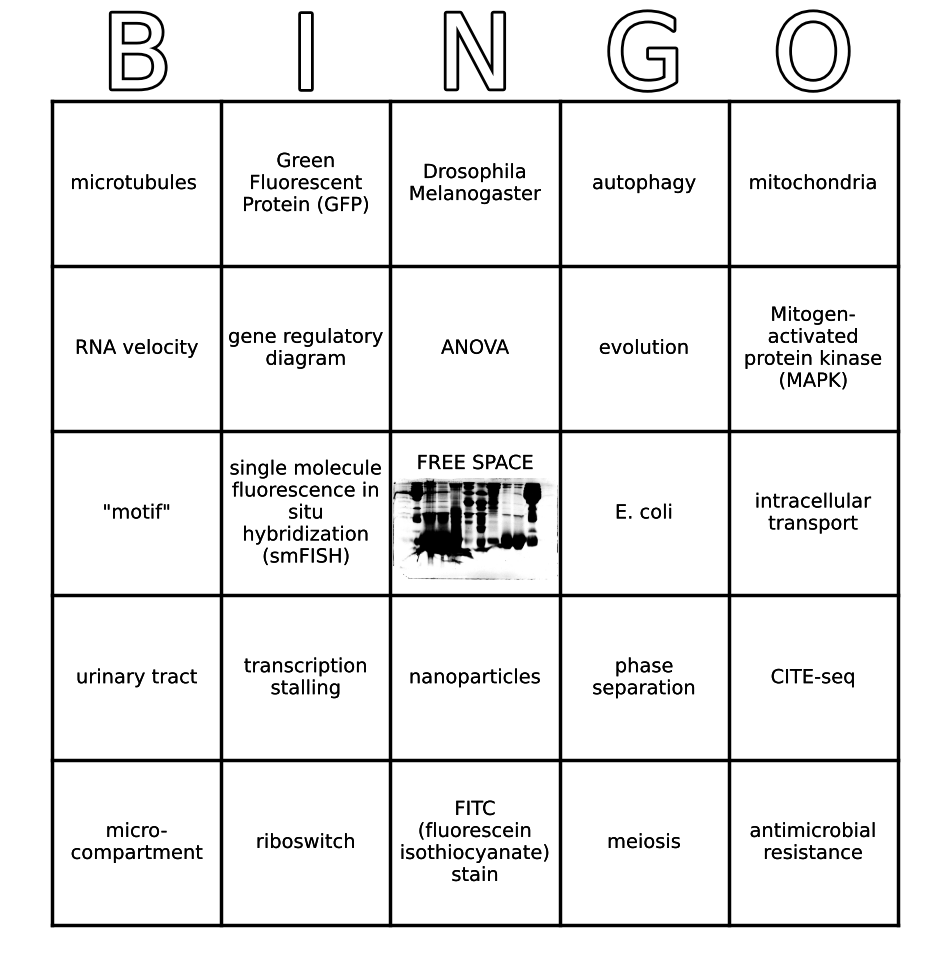 B I N G O
microtubules
Green
Fluorescent
Protein (GFP)
Drosophila
Melanogaster
autophagy
mitochondria
RNA velocity
gene regulatory
diagram
ANOVA
evolution
Mitogen-
activated
protein kinase
(MAPK)
"motif"
single molecule
fluorescence in
situ
hybridization
(smFISH)
FREE SPACE
E. coli
intracellular
transport
urinary tract
transcription
stalling
nanoparticles
phase
separation
CITE-seq
micro-
compartment
riboswitch
FITC
(fluorescein
isothiocyanate)
stain
meiosis
antimicrobial
resistance